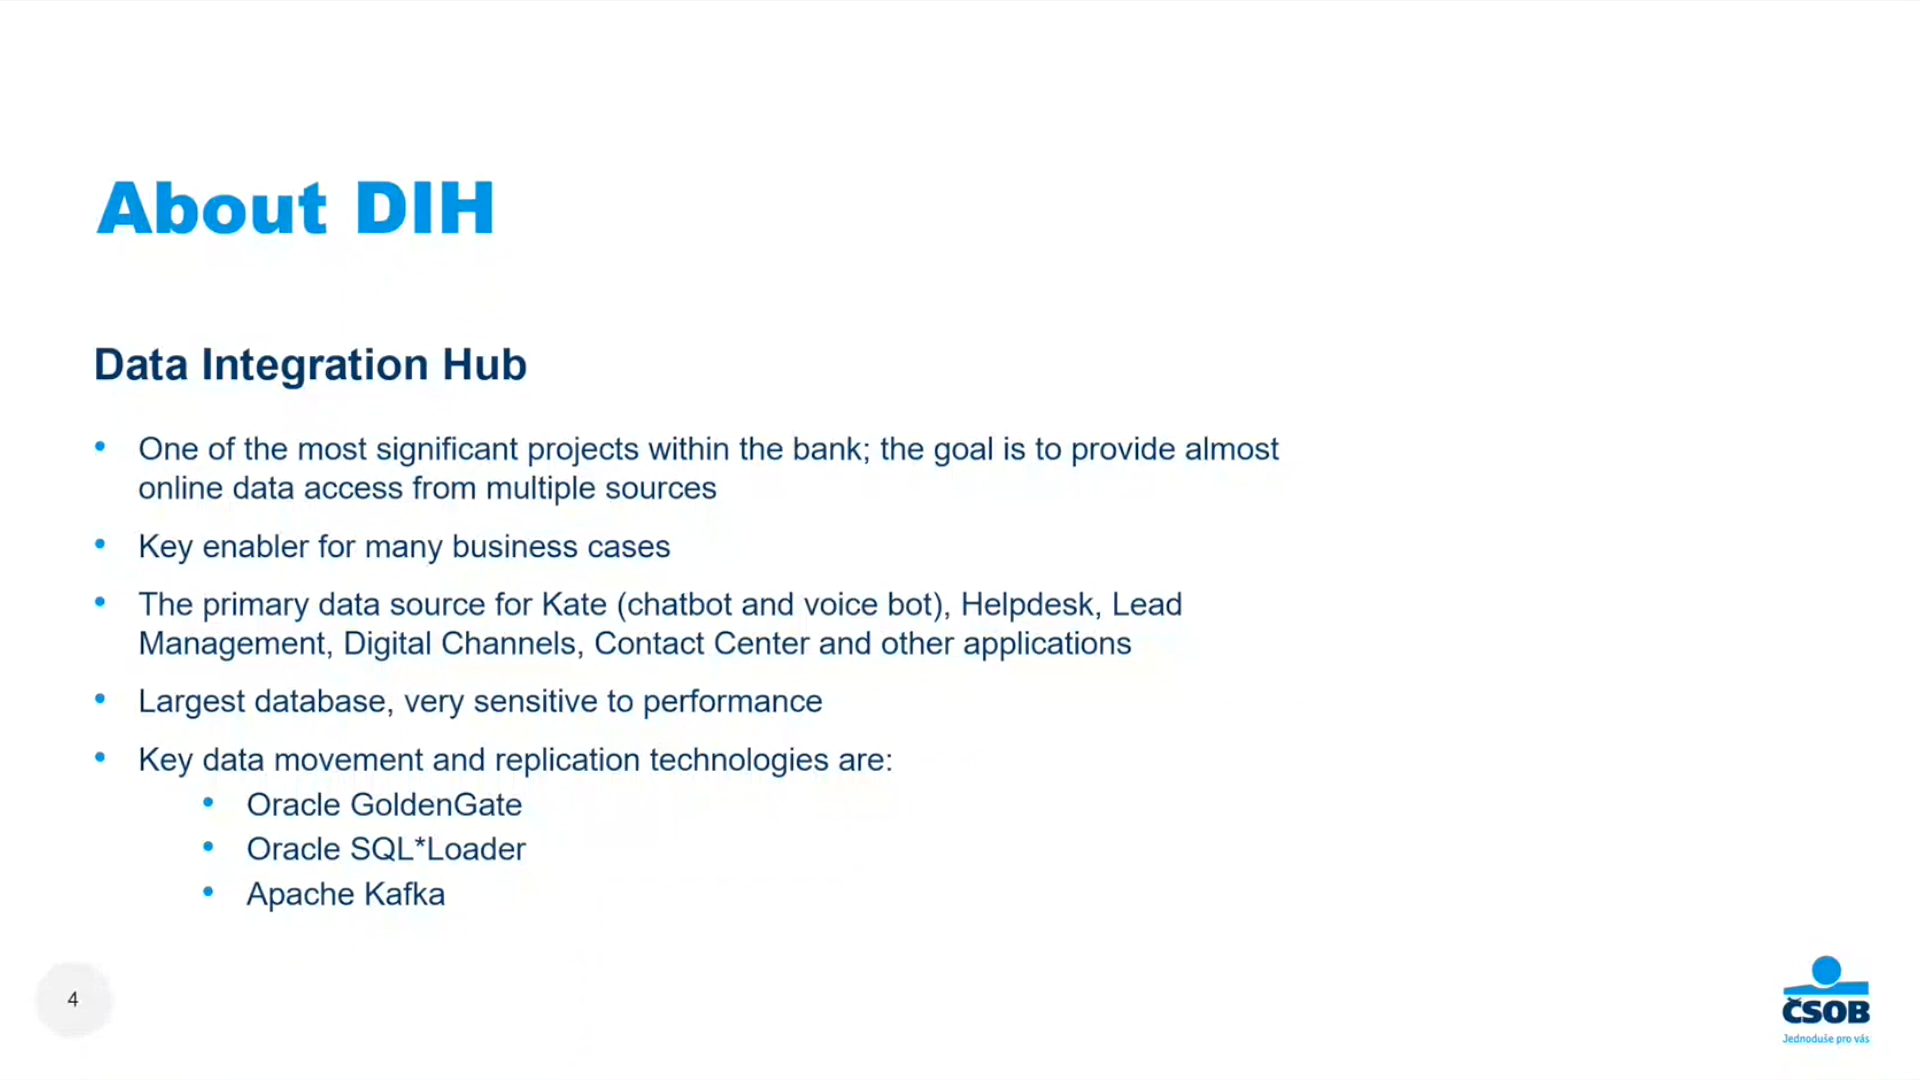 About DIH
Data Integration Hub
• One of the most significant projects within the bank; the goal is to provide almost
online data access from multiple sources
• Key enabler for many business cases
• The primary data source for Kate (chatbot and voice bot), Helpdesk, Lead
Management, Digital Channels, Contact Center and other applications
• Largest database, very sensitive to performance
• Key data movement and replication technologies are:
• Oracle GoldenGate
• Oracle SQL*Loader
• Apache Kafka
4
ČSOB
Jednoduše pro vás